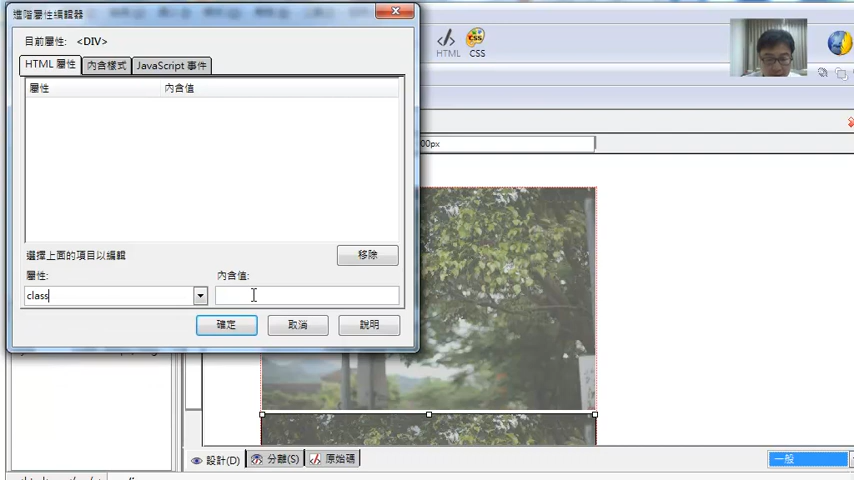 進階屬性編輯器
目前屬性: <DIV>
HTML 屬性 內含樣式 JavaScript 事件
屬性 內含值
選擇上面的項目以編輯 移除
屬性: 內含值:
class
確定 取消 說明
HTML CSS
00px
設計(D) 分離(S) 原始碼 一般